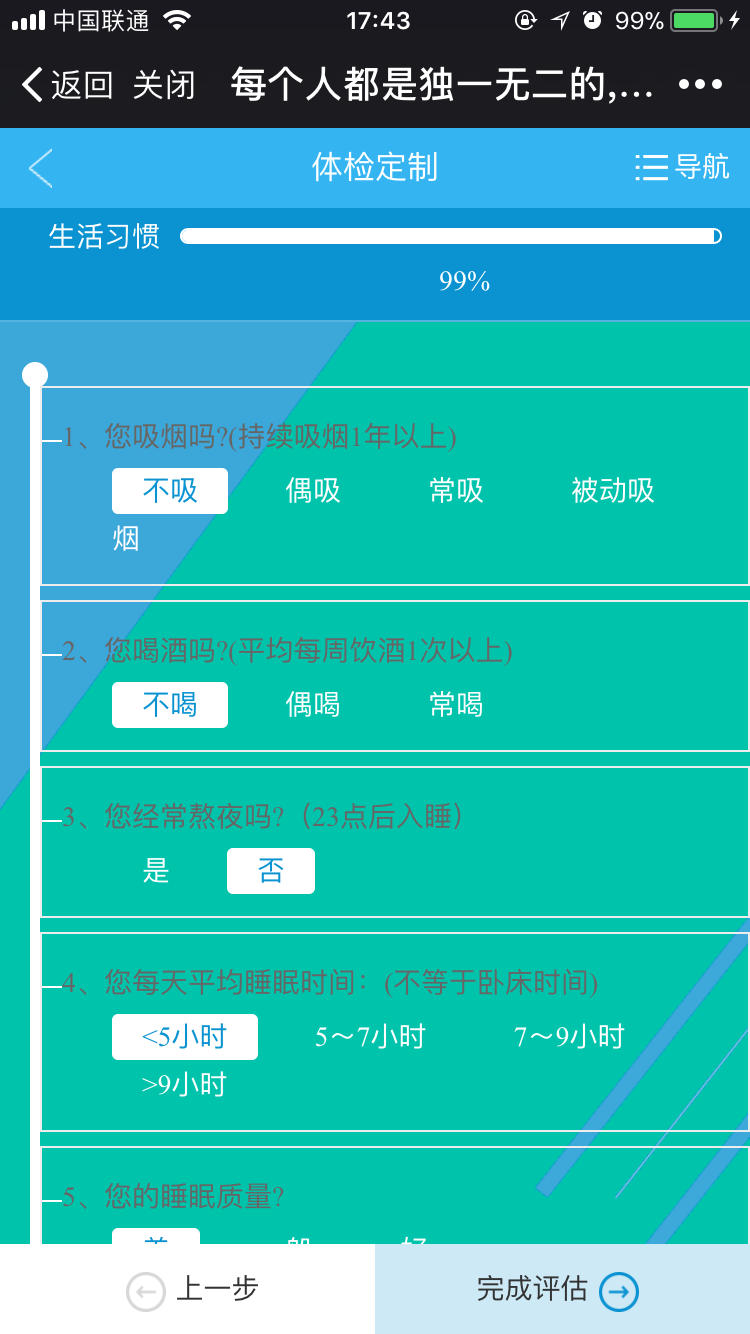 中国联通 17:43 99%
返回 关闭 每个人都是独一无二的,...
体检定制 导航
生活习惯
99%
1、您吸烟吗?(持续吸烟1年以上)
不吸 偶吸 常吸 被动吸
烟
2、您喝酒吗?(平均每周饮酒1次以上)
不喝 偶喝 常喝
3、您经常熬夜吗?（23点后入睡）
是 否
4、您每天平均睡眠时间：(不等于卧床时间)
<5小时 5～7小时 7～9小时
>9小时
5、您的睡眠质量?
上一步 完成评估